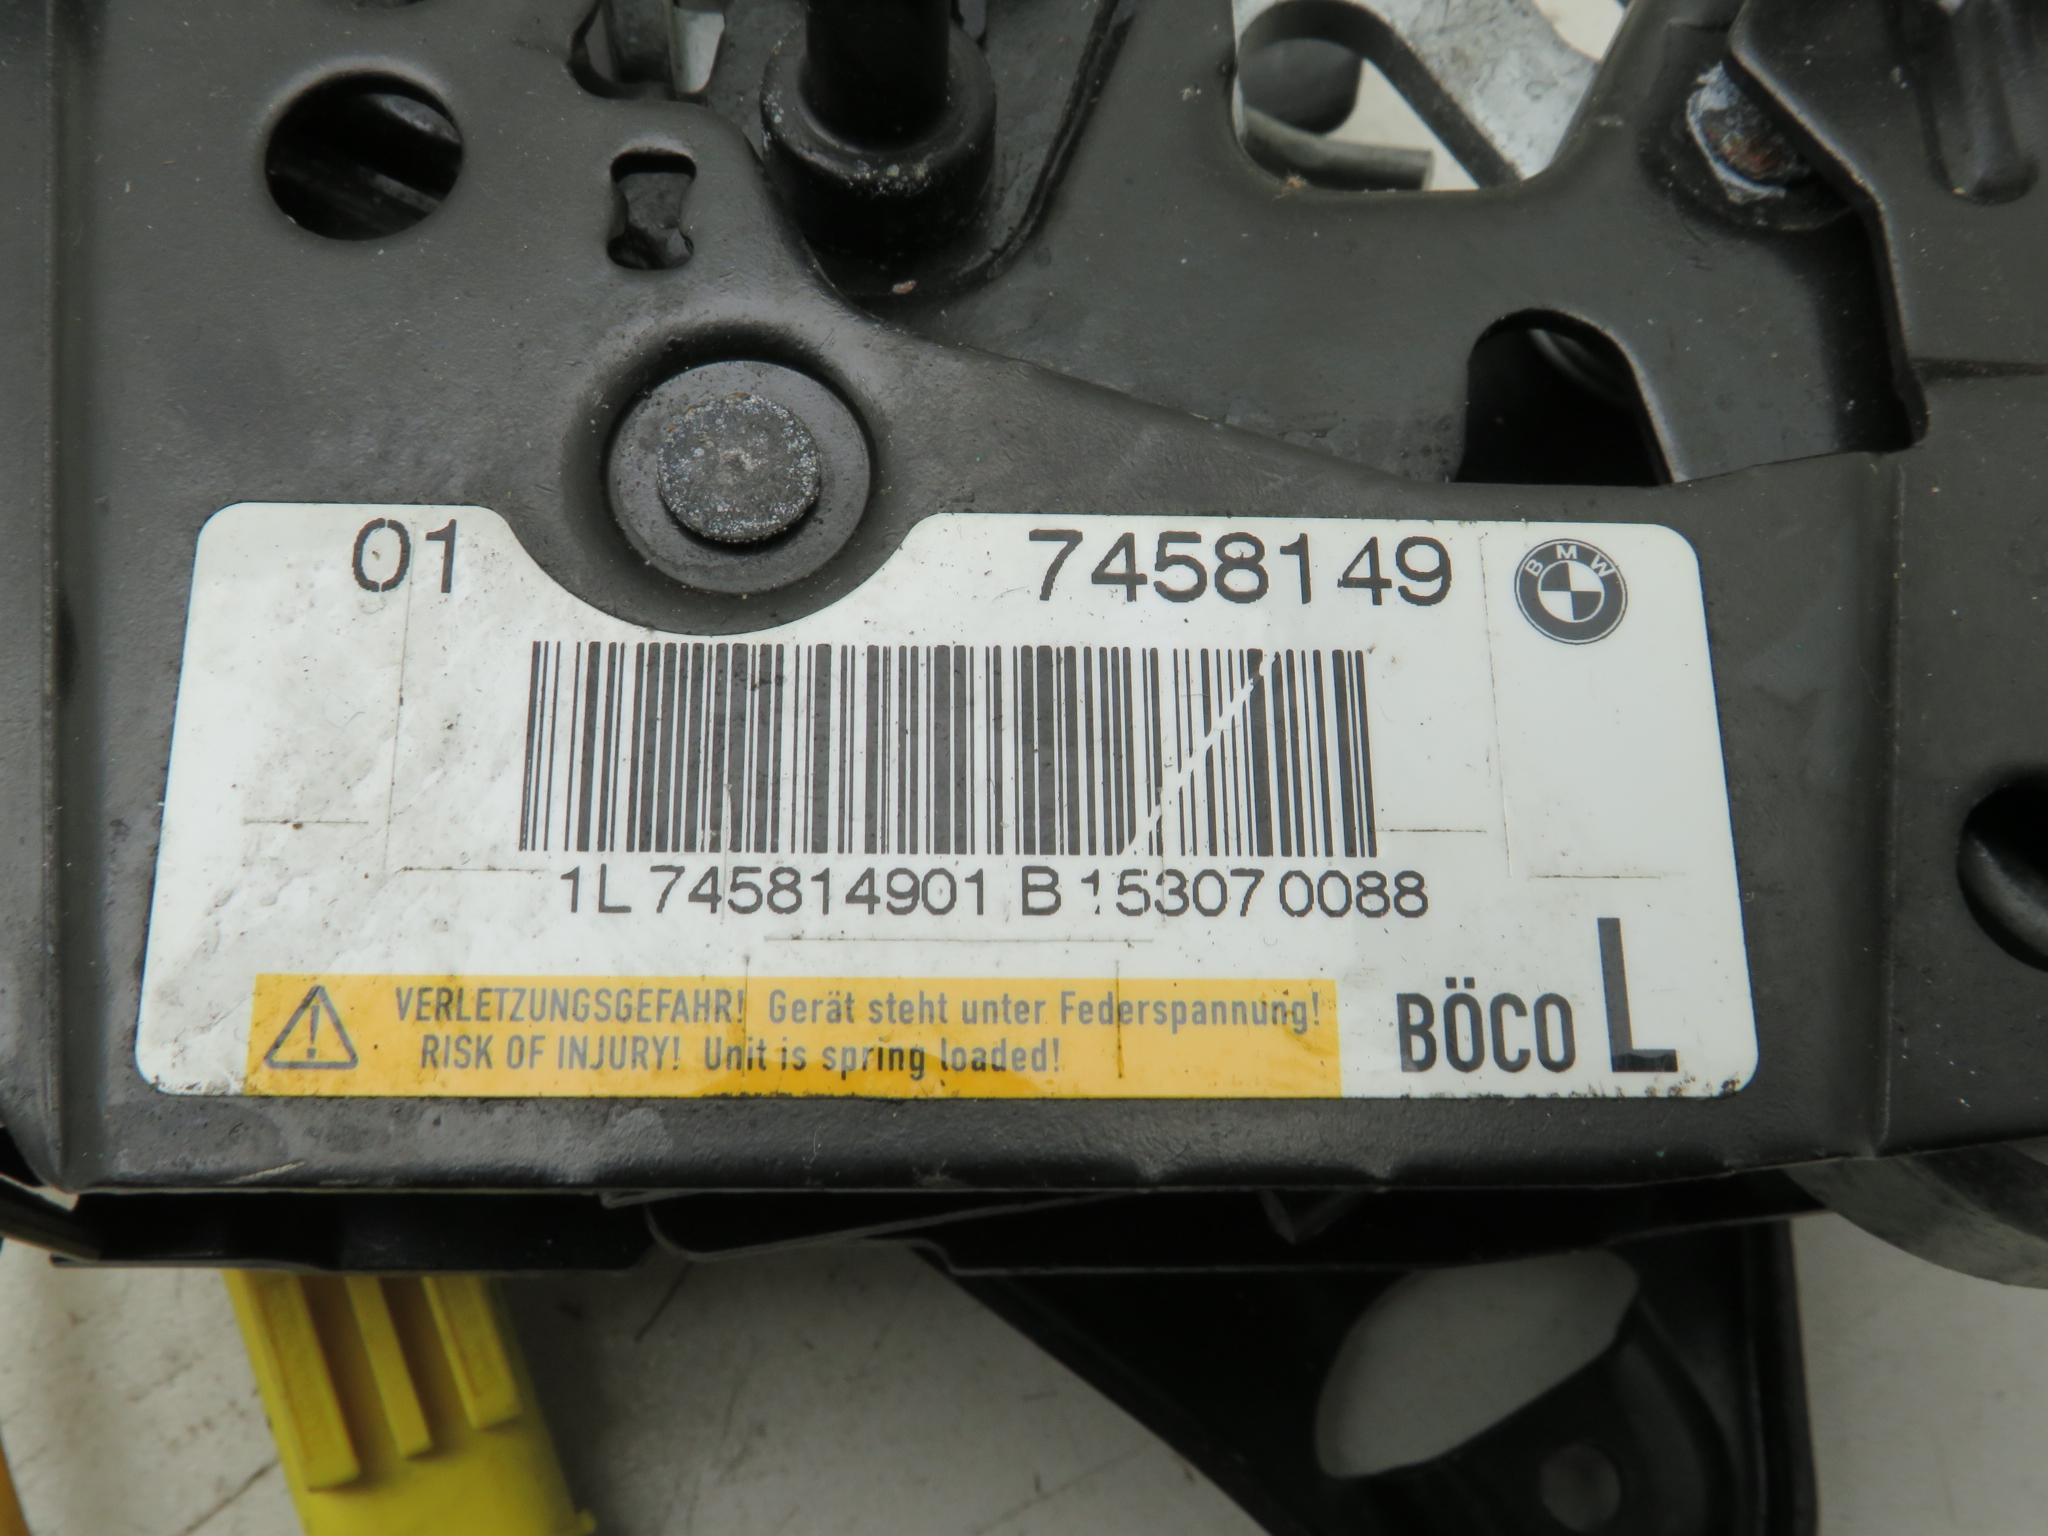 01 7458149
BMW
1L 745814901 B 153070088
VERLETZUNGSGEFAHR! Gerät steht unter Federspannung!
RISK OF INJURY! Unit is spring loaded!
BÖCO L